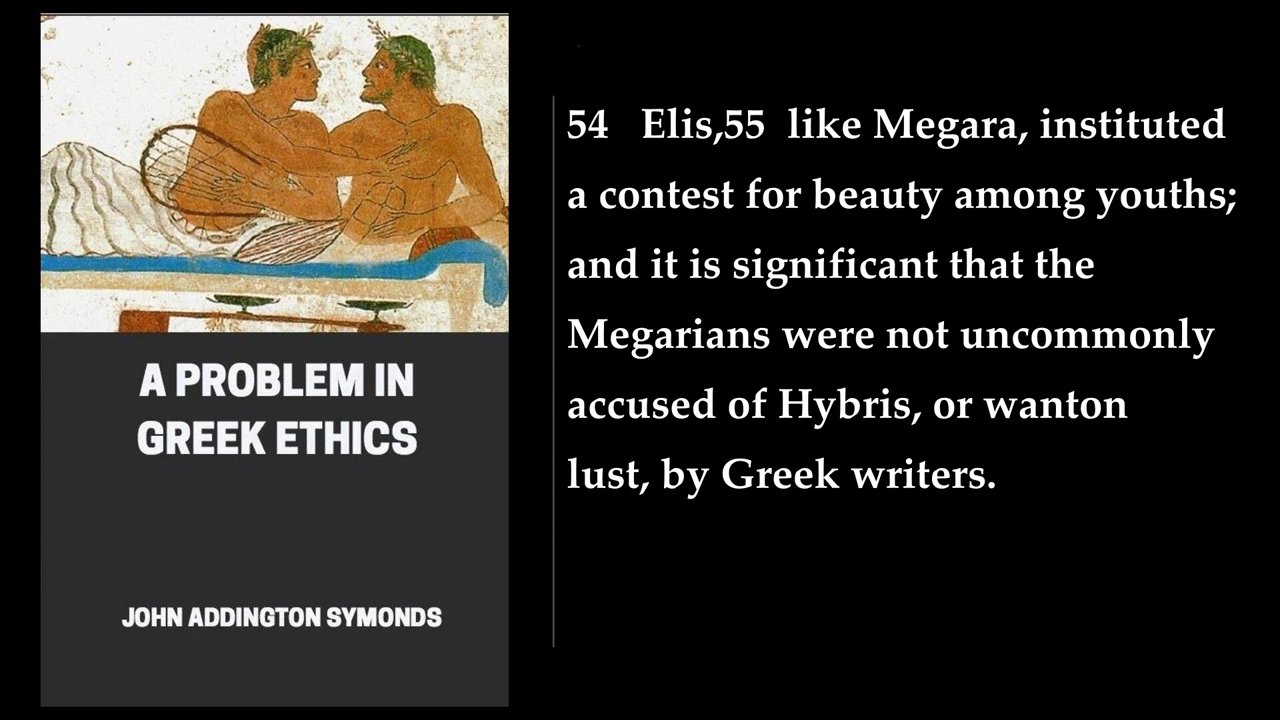 A PROBLEM IN
GREEK ETHICS
JOHN ADDINGTON SYMONDS
54 Elis,55 like Megara, instituted
a contest for beauty among youths;
and it is significant that the
Megarians were not uncommonly
accused of Hybris, or wanton
lust, by Greek writers.